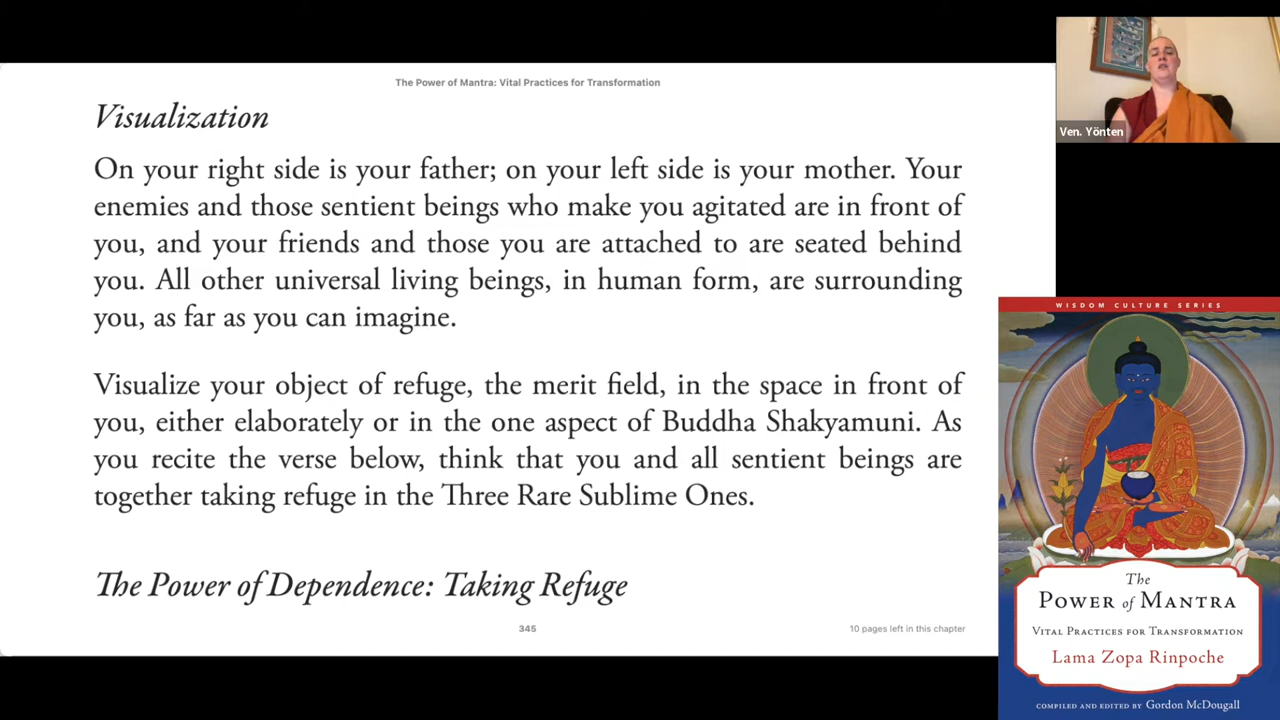 The Power of Mantra: Vital Practices for Transformation
Visualization
On your right side is your father; on your left side is your mother. Your
enemies and those sentient beings who make you agitated are in front of
you, and your friends and those you are attached to are seated behind
you. All other universal living beings, in human form, are surrounding
you, as far as you can imagine.
Visualize your object of refuge, the merit field, in the space in front of
you, either elaborately or in the one aspect of Buddha Shakyamuni. As
you recite the verse below, think that you and all sentient beings are
together taking refuge in the Three Rare Sublime Ones.
The Power of Dependence: Taking Refuge
345
10 pages left in this chapter
Ven. Yönten
WISDOM CULTURE SERIES
The
POWER of MANTRA
VITAL PRACTICES FOR TRANSFORMATION
Lama Zopa Rinpoche
COMPILED AND EDITED BY Gordon McDougall